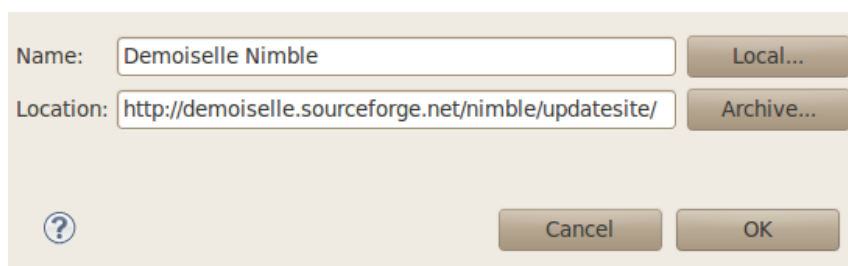 Name: Demoiselle Nimble Local...
Location: http://demoiselle.sourceforge.net/nimble/updatesite/ Archive...
? Cancel OK